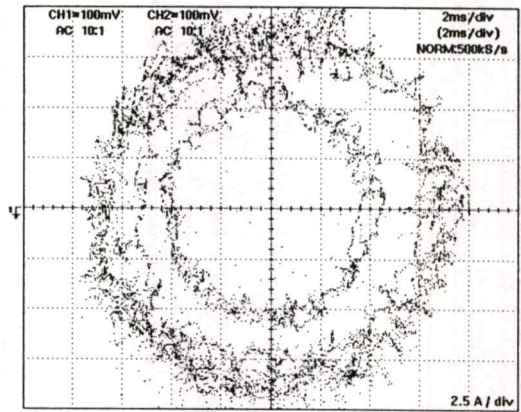 CH1=100mV CH2=100mV 2ms/div
AC 10:1 AC 10:1 (2ms/div)
NORM:500kS/s
2.5 A / div